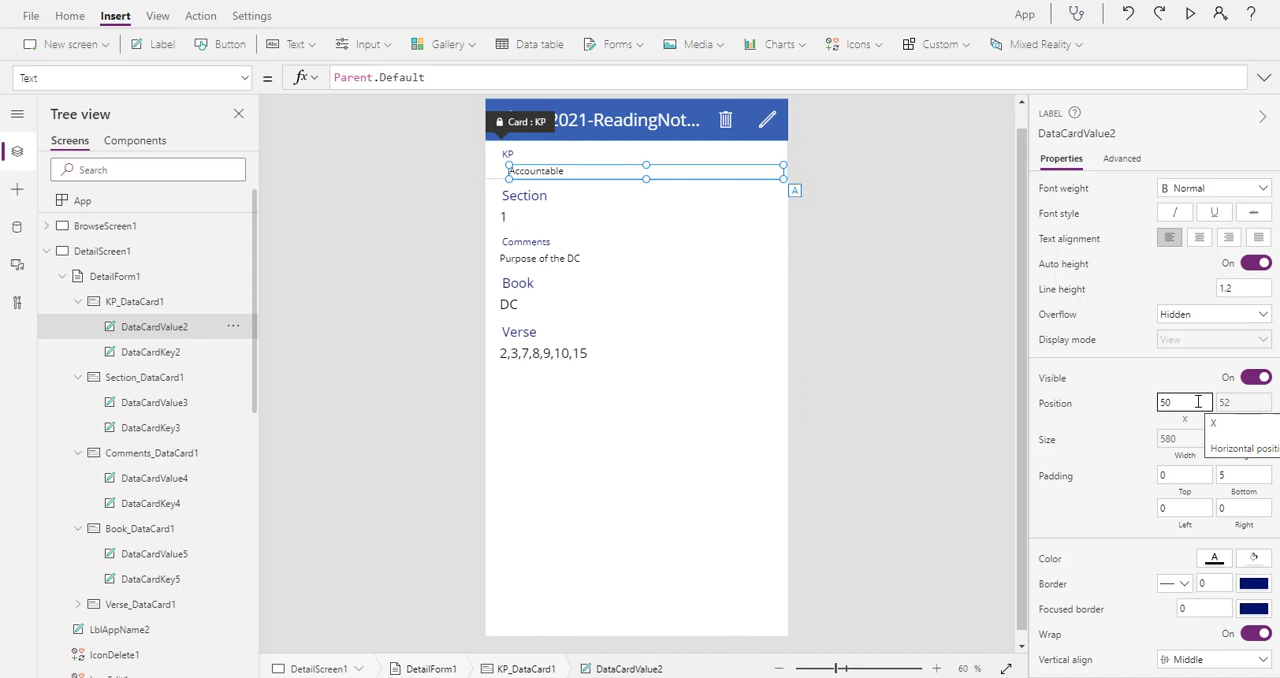 File Home Insert View Action Settings App
New screen Label Button Text Input Gallery Data table Forms Media Charts Icons Custom Mixed Reality
Text = fx Parent.Default
Tree view
Screens Components
Search
App
BrowseScreen1
DetailScreen1
DetailForm1
KP_DataCard1
DataCardValue2 ...
DataCardKey2
Section_DataCard1
DataCardValue3
DataCardKey3
Comments_DataCard1
DataCardValue4
DataCardKey4
Book_DataCard1
DataCardValue5
DataCardKey5
Verse_DataCard1
LblAppName2
IconDelete1
Card : KP
2021-ReadingNot...
KP
Accountable
A
Section
1
Comments
Purpose of the DC
Book
DC
Verse
2,3,7,8,9,10,15
DetailScreen1 DetailForm1 KP_DataCard1 DataCardValue2
60 %
LABEL
DataCardValue2
Properties Advanced
Font weight B Normal
Font style
Text alignment
Auto height On
Line height 1.2
Overflow Hidden
Display mode View
Visible On
Position 50 52
X
X
Horizontal positi
Size 580
Width
Padding 0 5
Top Bottom
0 0
Left Right
Color A
Border 0
Focused border 0
Wrap On
Vertical align Middle